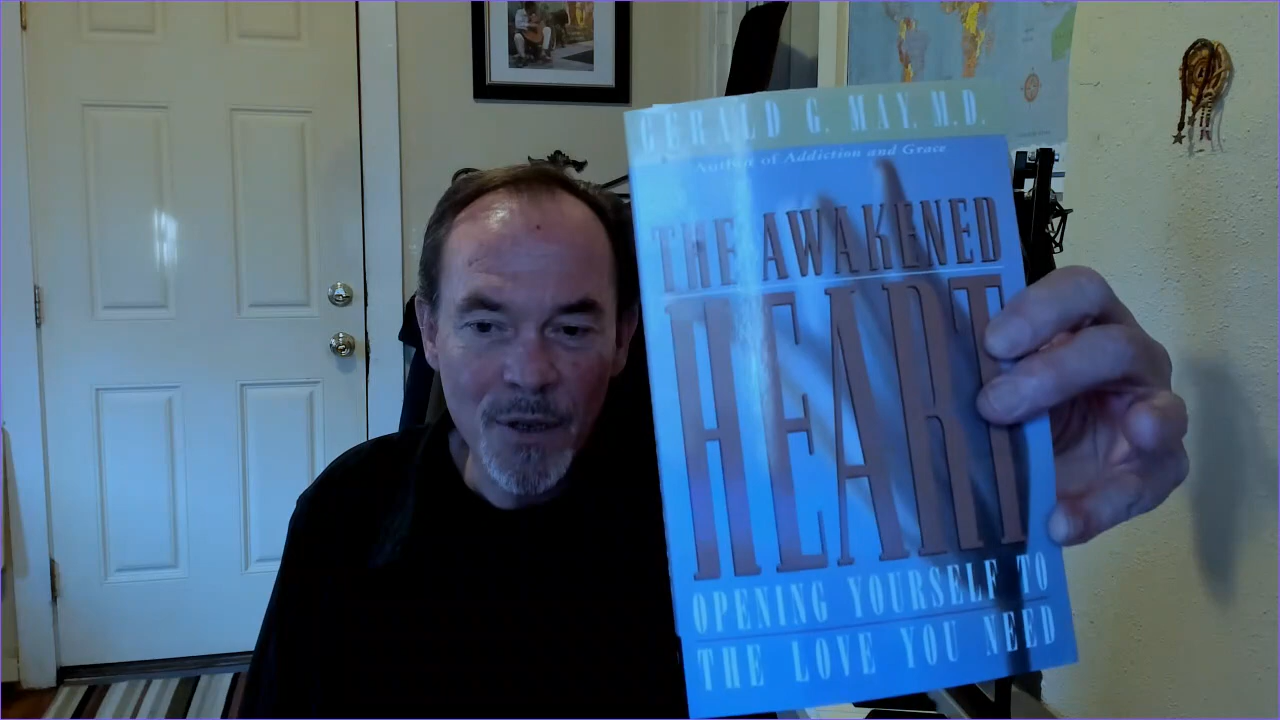 GERALD G. MAY, M.D.
Author of Addiction and Grace
THE AWAKENED
HEART
OPENING YOURSELF TO
THE LOVE YOU NEED